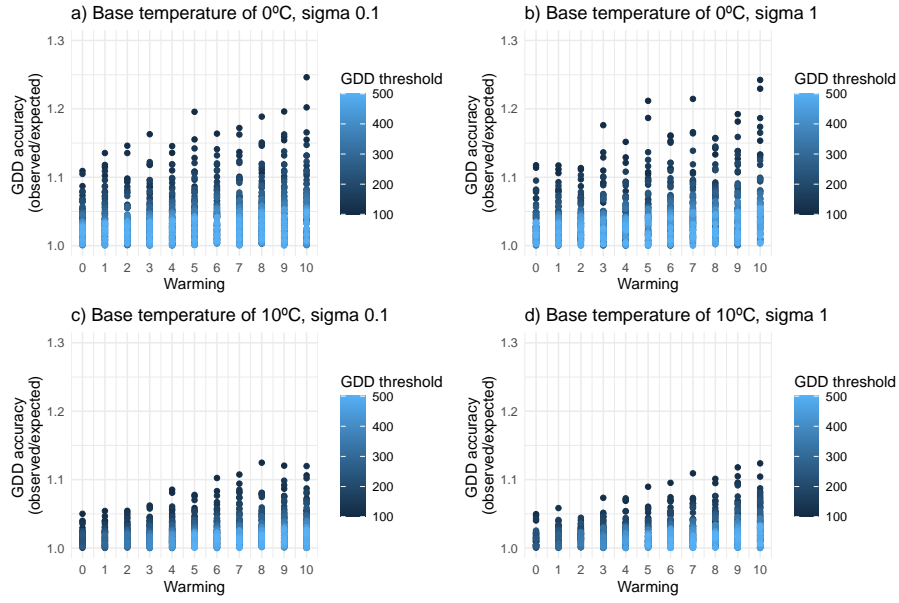 a) Base temperature of 0ºC, sigma 0.1
GDD accuracy
(observed/expected)
1.3
1.2
1.1
1.0
0 1 2 3 4 5 6 7 8 9 10
Warming
GDD threshold
500
400
300
200
100
b) Base temperature of 0ºC, sigma 1
GDD accuracy
(observed/expected)
1.3
1.2
1.1
1.0
0 1 2 3 4 5 6 7 8 9 10
Warming
GDD threshold
500
400
300
200
100
c) Base temperature of 10ºC, sigma 0.1
GDD accuracy
(observed/expected)
1.3
1.2
1.1
1.0
0 1 2 3 4 5 6 7 8 9 10
Warming
GDD threshold
500
400
300
200
100
d) Base temperature of 10ºC, sigma 1
GDD accuracy
(observed/expected)
1.3
1.2
1.1
1.0
0 1 2 3 4 5 6 7 8 9 10
Warming
GDD threshold
500
400
300
200
100